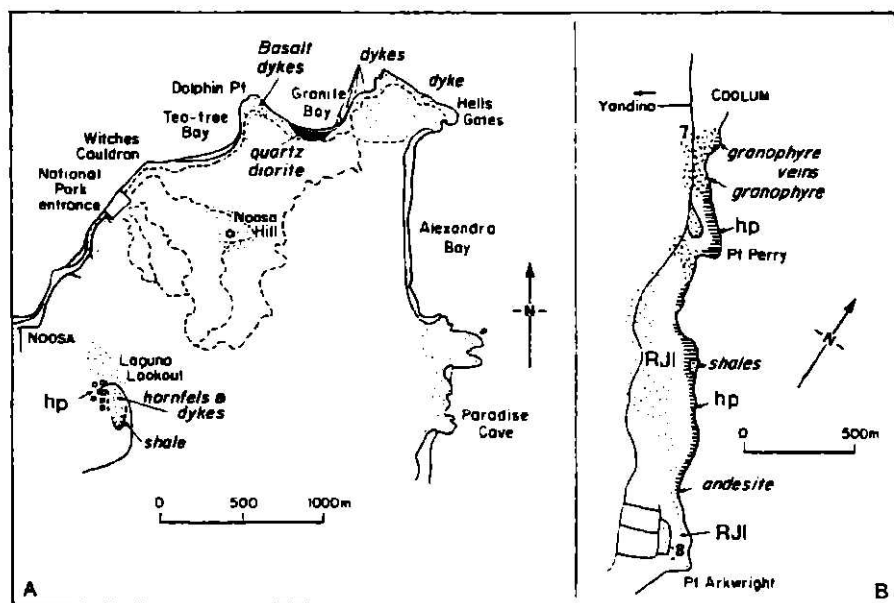 Basalt
dykes
dykes
Dolphin Pt
Granite
Bay
dyke
Hells
Gates
Tea-tree
Bay
Witches
Cauldron
quartz
diorite
National
Park
entrance
Noosa
Hill
Alexandra
Bay
-N-
NOOSA
Laguna
Lookout
hp
hornfels &
dykes
shale
Paradise
Cave
0 500 1000m
A
Yandina
COOLUM
7
granophyre
veins
granophyre
hp
Pt Perry
-N-
RJI
shales
hp
0 500m
andesite
RJI
8
Pt Arkwright
B